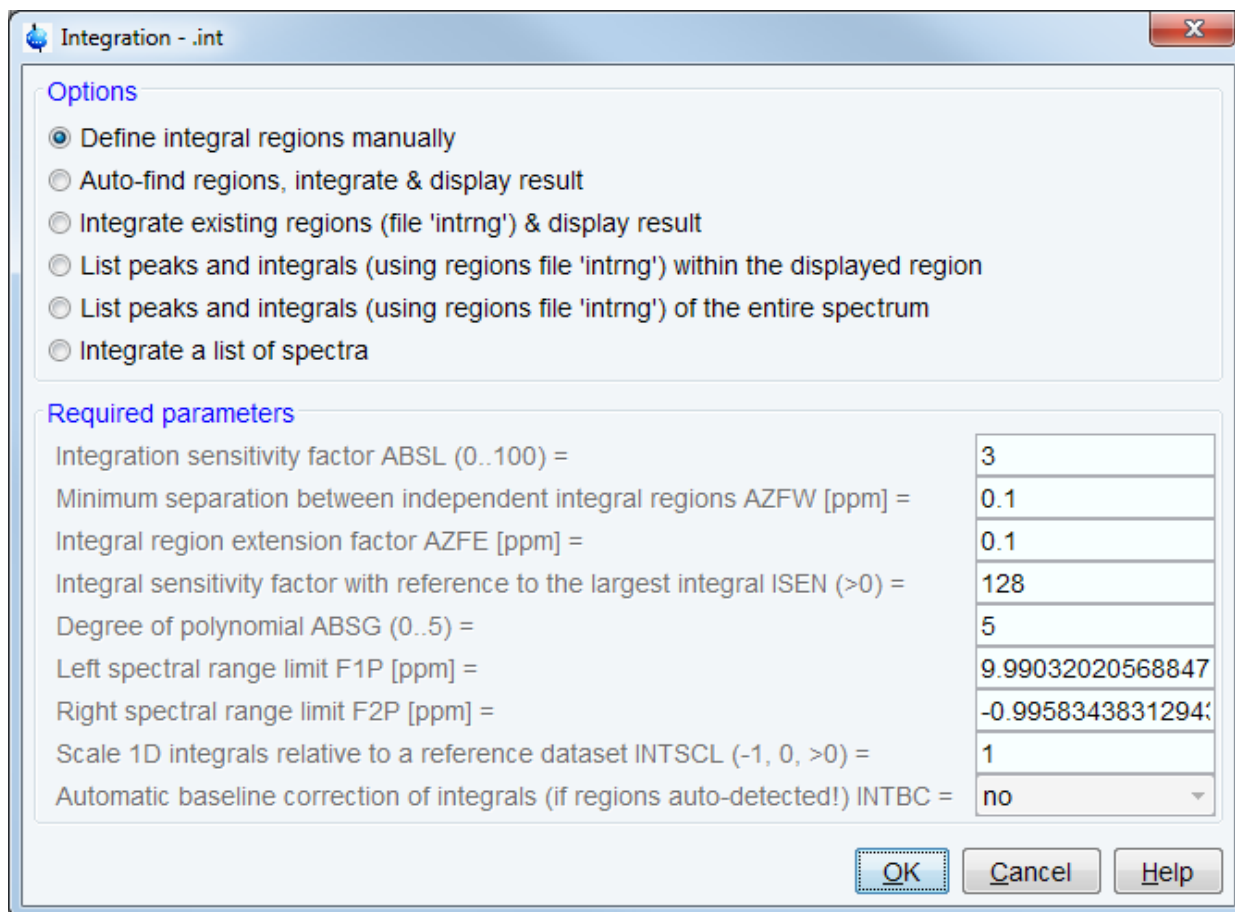 Integration - .int
Options
Define integral regions manually
Auto-find regions, integrate & display result
Integrate existing regions (file 'intrng') & display result
List peaks and integrals (using regions file 'intrng') within the displayed region
List peaks and integrals (using regions file 'intrng') of the entire spectrum
Integrate a list of spectra
Required parameters
Integration sensitivity factor ABSL (0..100) = 3
Minimum separation between independent integral regions AZFW [ppm] = 0.1
Integral region extension factor AZFE [ppm] = 0.1
Integral sensitivity factor with reference to the largest integral ISEN (>0) = 128
Degree of polynomial ABSG (0..5) = 5
Left spectral range limit F1P [ppm] = 9.99032020568847
Right spectral range limit F2P [ppm] = -0.9958343831294
Scale 1D integrals relative to a reference dataset INTSCL (-1, 0, >0) = 1
Automatic baseline correction of integrals (if regions auto-detected!) INTBC = no
OK Cancel Help